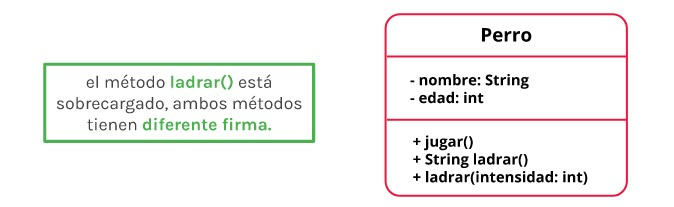 el método ladrar() está
sobrecargado, ambos métodos
tienen diferente firma.
Perro
- nombre: String
- edad: int
+ jugar()
+ String ladrar()
+ ladrar(intensidad: int)